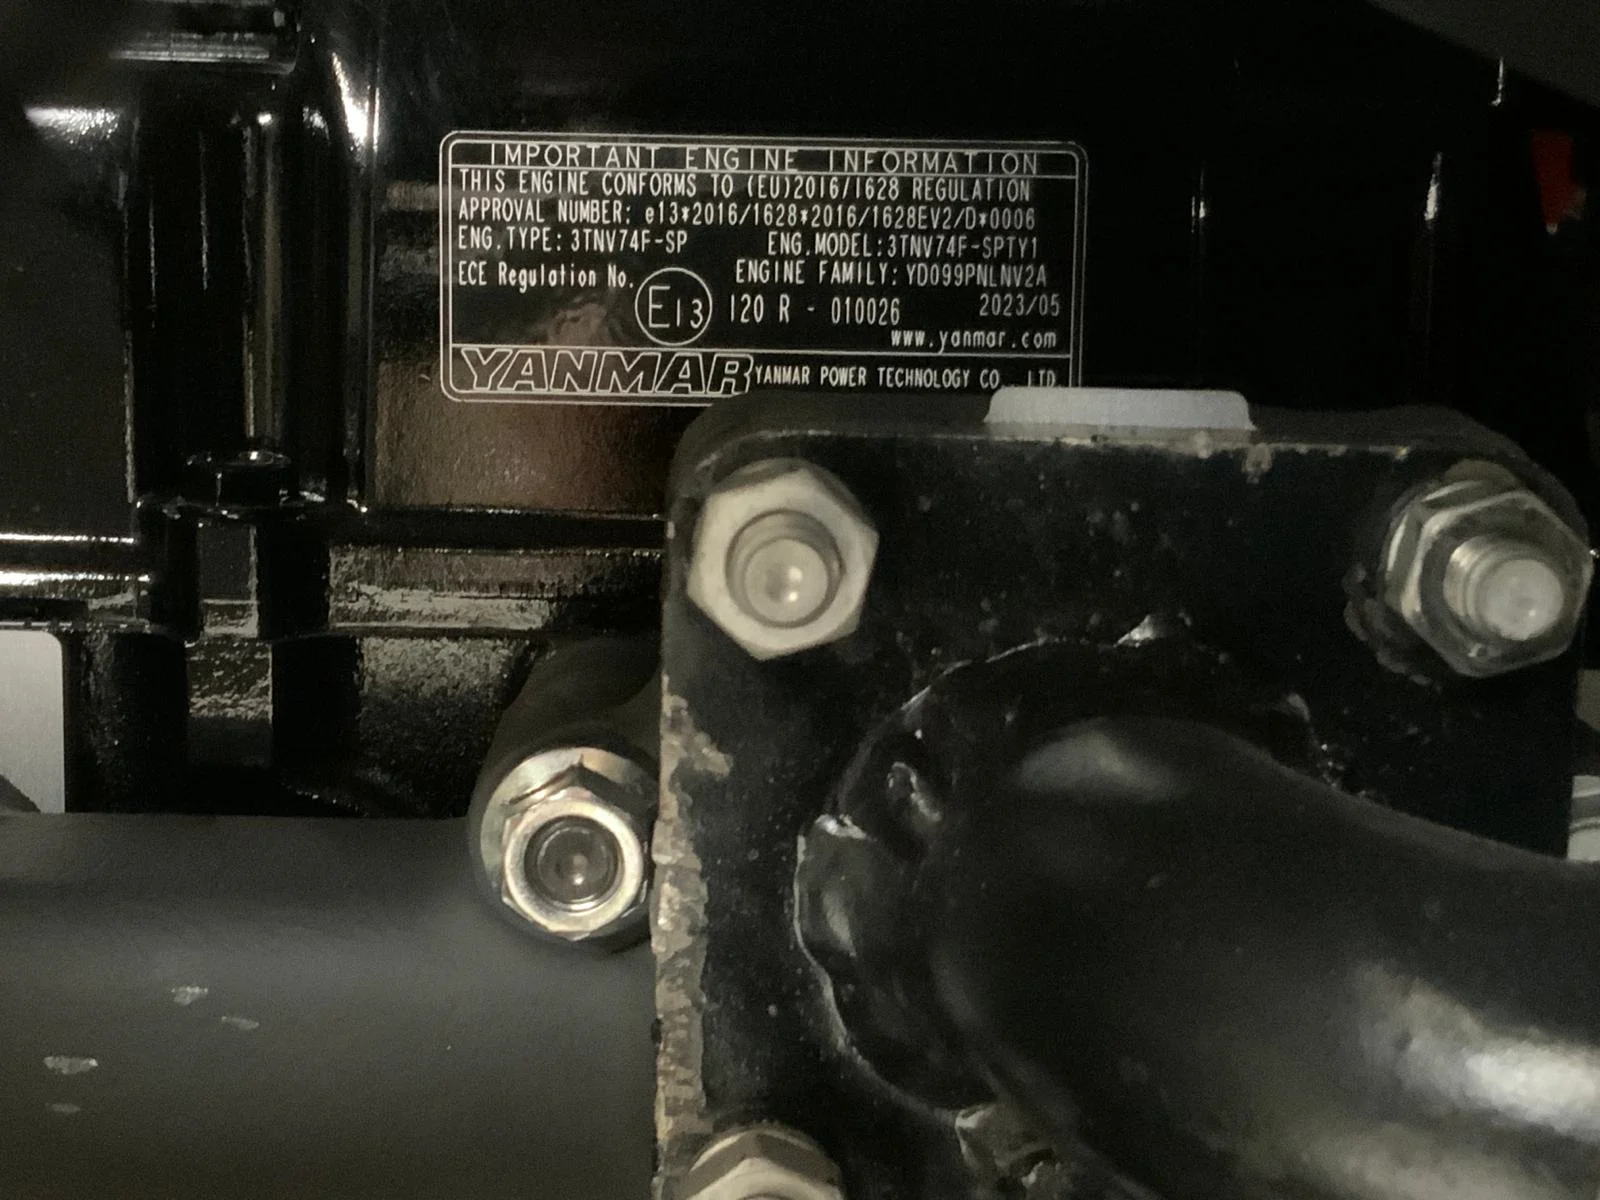 IMPORTANT ENGINE INFORMATION
THIS ENGINE CONFORMS TO (EU)2016/1628 REGULATION
APPROVAL NUMBER: e13*2016/1628*2016/1628EV2/D*0006
ENG.TYPE: 3TNV74F-SP ENG.MODEL:3TNV74F-SPTY1
ECE Regulation No. ENGINE FAMILY: YD099PNLNV2A
E13 120 R - 010026 2023/05
www.yanmar.com
YANMAR YANMAR POWER TECHNOLOGY CO., LTD.